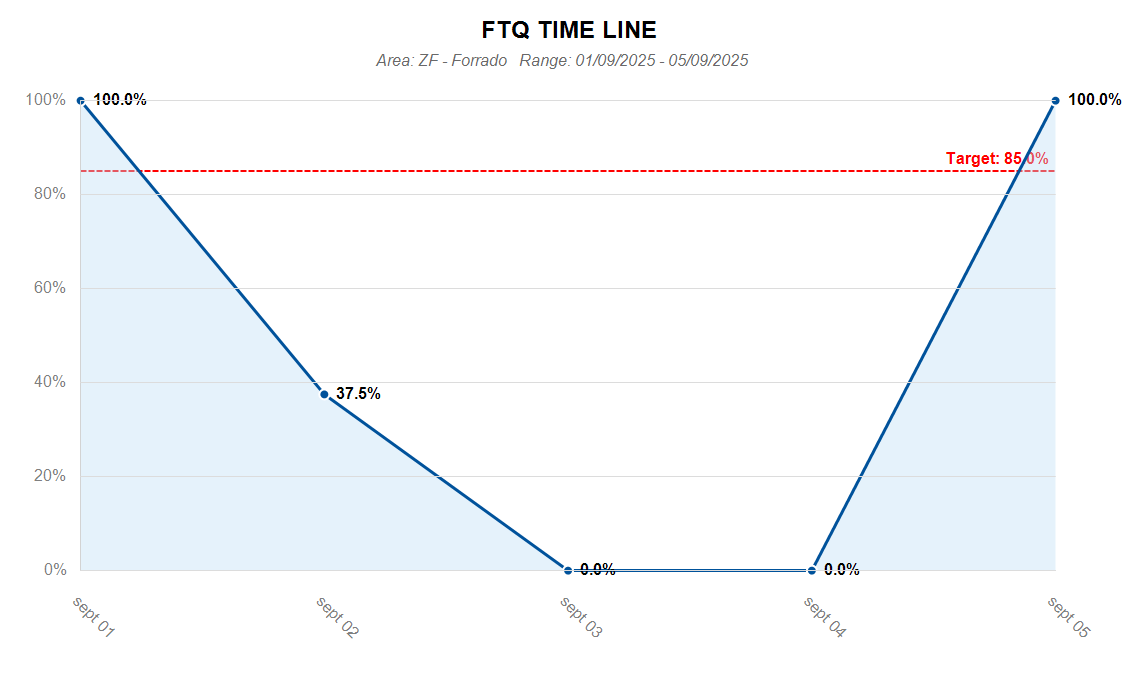 FTQ TIME LINE
Area: ZF - Forrado   Range: 01/09/2025 - 05/09/2025
100%
100.0%
100.0%
Target: 85.0%
80%
60%
40%
37.5%
20%
0%
0.0%
0.0%
sept 01
sept 02
sept 03
sept 04
sept 05